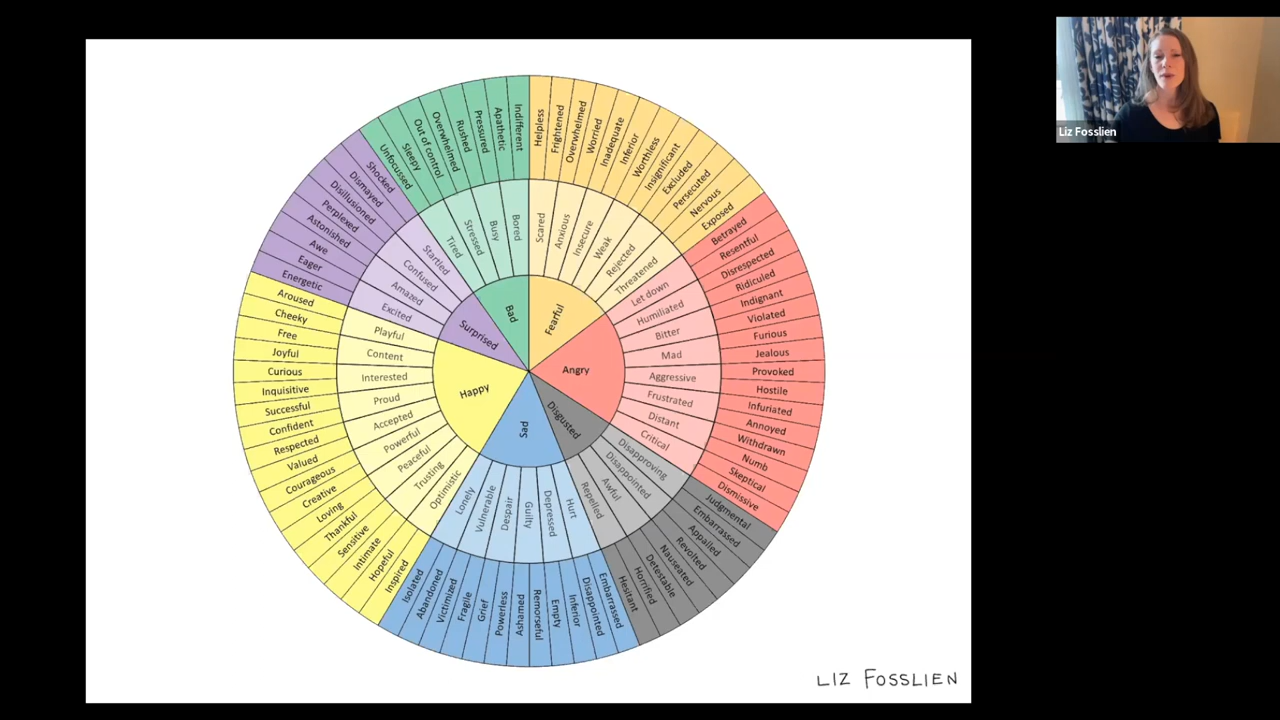 Liz Fosslien
Bad
Fearful
Angry
Disgusted
Sad
Happy
Surprised
Tired
Stressed
Busy
Bored
Scared
Anxious
Insecure
Weak
Rejected
Threatened
Let down
Humiliated
Bitter
Mad
Aggressive
Frustrated
Distant
Critical
Disapproving
Disappointed
Awful
Repelled
Hurt
Depressed
Guilty
Despair
Vulnerable
Lonely
Optimistic
Trusting
Peaceful
Powerful
Accepted
Proud
Interested
Content
Playful
Excited
Amazed
Confused
Startled
Unfocussed
Sleepy
Out of control
Overwhelmed
Rushed
Pressured
Apathetic
Indifferent
Helpless
Frightened
Overwhelmed
Worried
Inadequate
Inferior
Worthless
Insignificant
Excluded
Persecuted
Nervous
Exposed
Betrayed
Resentful
Disrespected
Ridiculed
Indignant
Violated
Furious
Jealous
Provoked
Hostile
Infuriated
Annoyed
Withdrawn
Numb
Skeptical
Dismissive
Judgmental
Embarrassed
Appalled
Revolted
Nauseated
Detestable
Horrified
Hesitant
Embarrassed
Disappointed
Inferior
Empty
Remorseful
Ashamed
Powerless
Grief
Fragile
Victimized
Abandoned
Isolated
Inspired
Hopeful
Intimate
Sensitive
Thankful
Loving
Creative
Courageous
Valued
Respected
Confident
Successful
Inquisitive
Curious
Joyful
Free
Cheeky
Aroused
Energetic
Eager
Awe
Astonished
Perplexed
Disillusioned
Dismayed
Shocked
LIZ FOSSLIEN